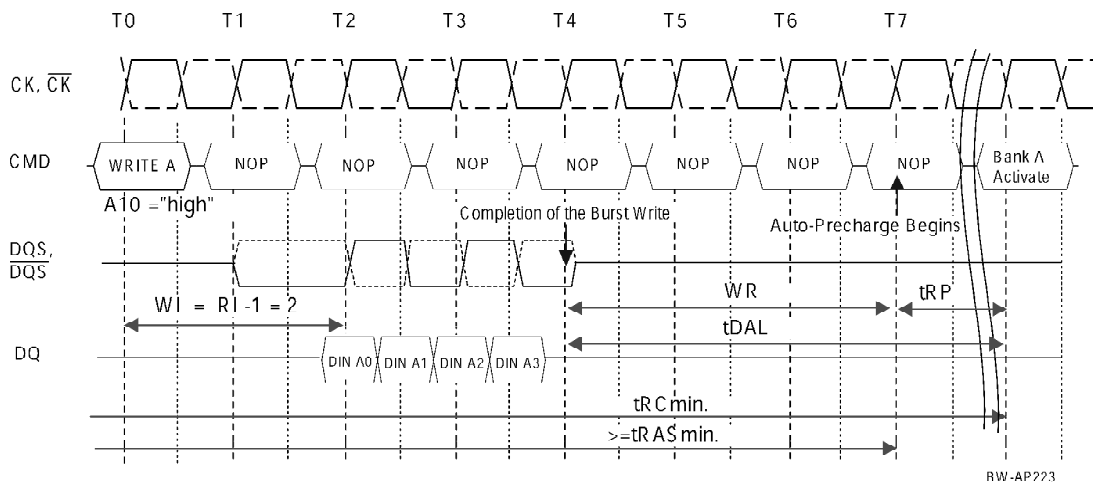 T0 T1 T2 T3 T4 T5 T6 T7
CK, CK
CMD WRITE A NOP NOP NOP NOP NOP NOP NOP Bank A
Activate
A10 ="high"
Completion of the Burst Write
Auto-Precharge Begins
DQS,
DQS
WL = RL -1 = 2
WR tRP
tDAL
DQ DIN A0 DIN A1 DIN A2 DIN A3
tRC min.
>=tRAS min.
BW-AP223